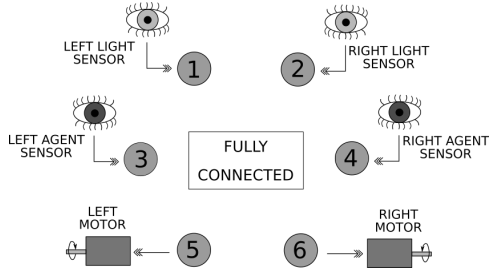 LEFT LIGHT
SENSOR
RIGHT LIGHT
SENSOR
1
2
LEFT AGENT
SENSOR
RIGHT AGENT
SENSOR
3
4
FULLY
CONNECTED
LEFT
MOTOR
RIGHT
MOTOR
5
6